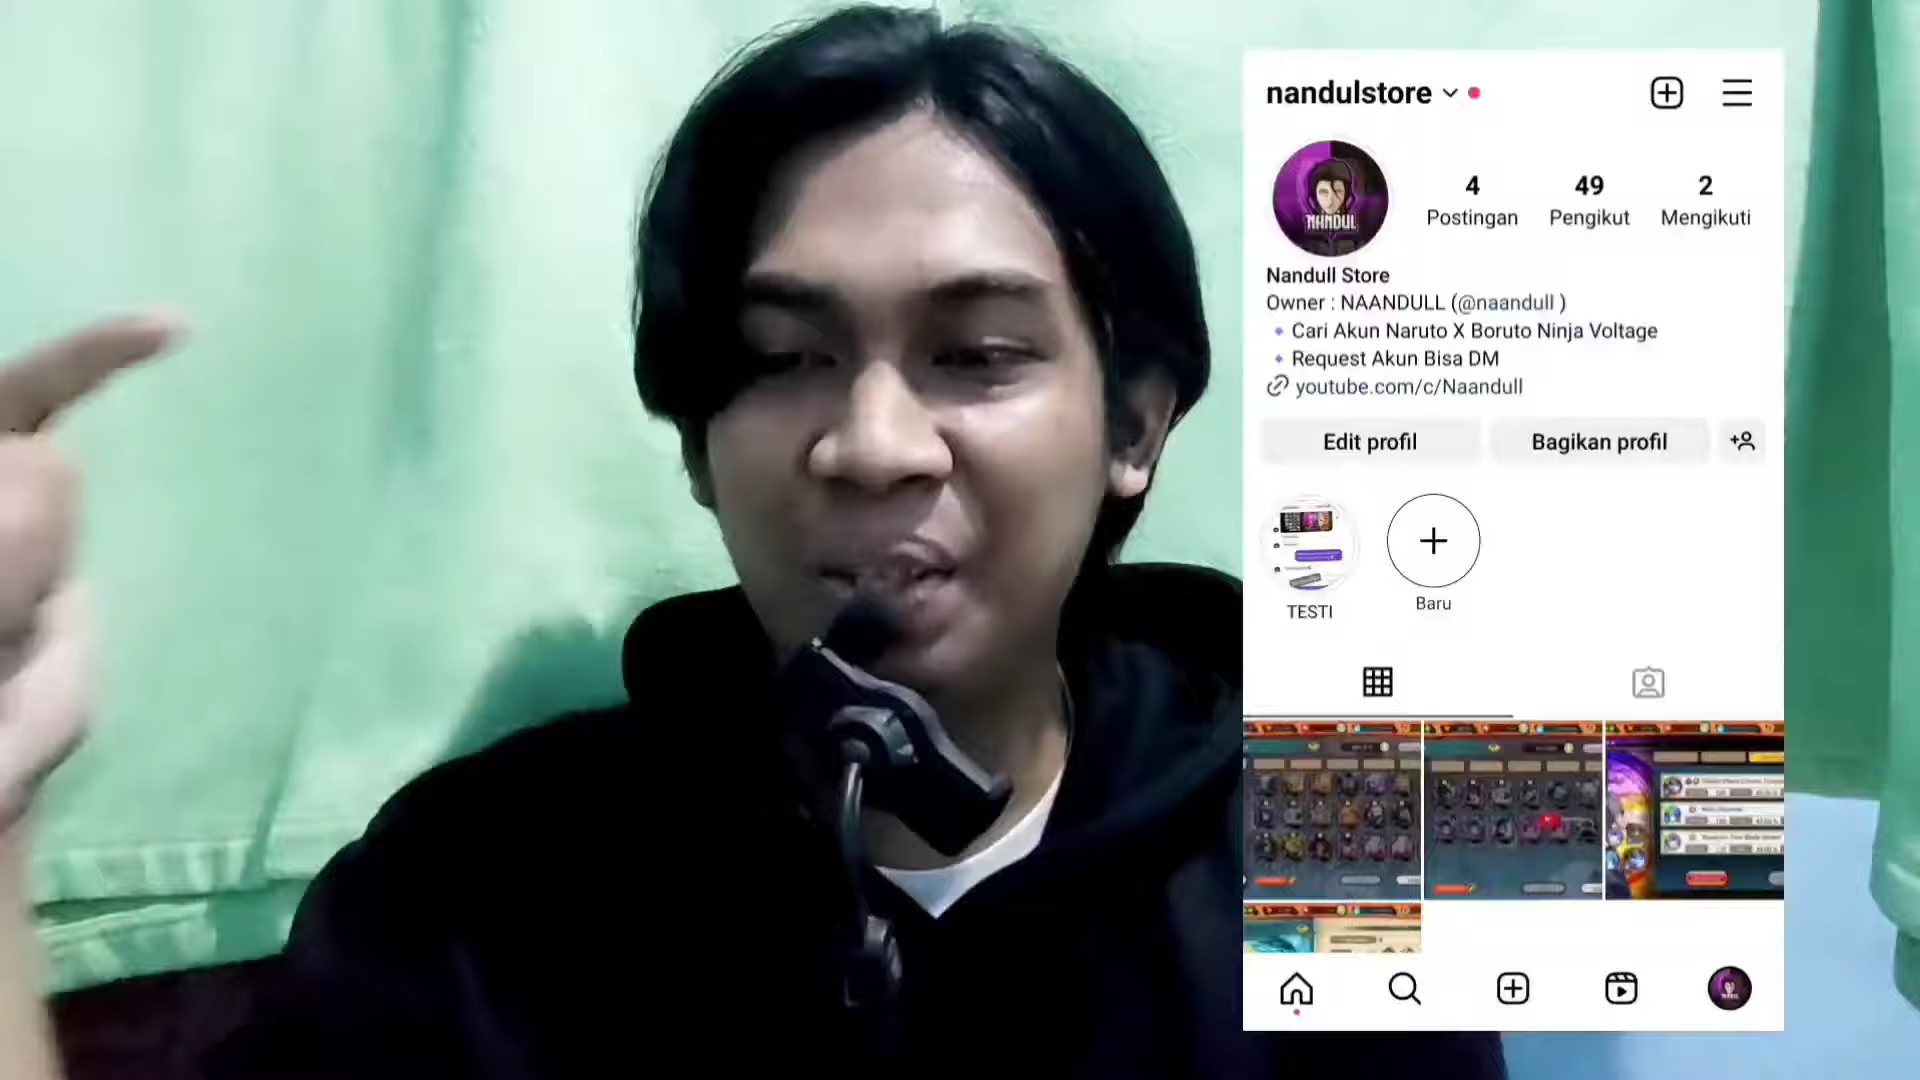 nandulstore
4 49 2
Postingan Pengikut Mengikuti
NANDUL
Nandull Store
Owner : NAANDULL (@naandull )
Cari Akun Naruto X Boruto Ninja Voltage
Request Akun Bisa DM
youtube.com/c/Naandull
Edit profil Bagikan profil
TESTI Baru